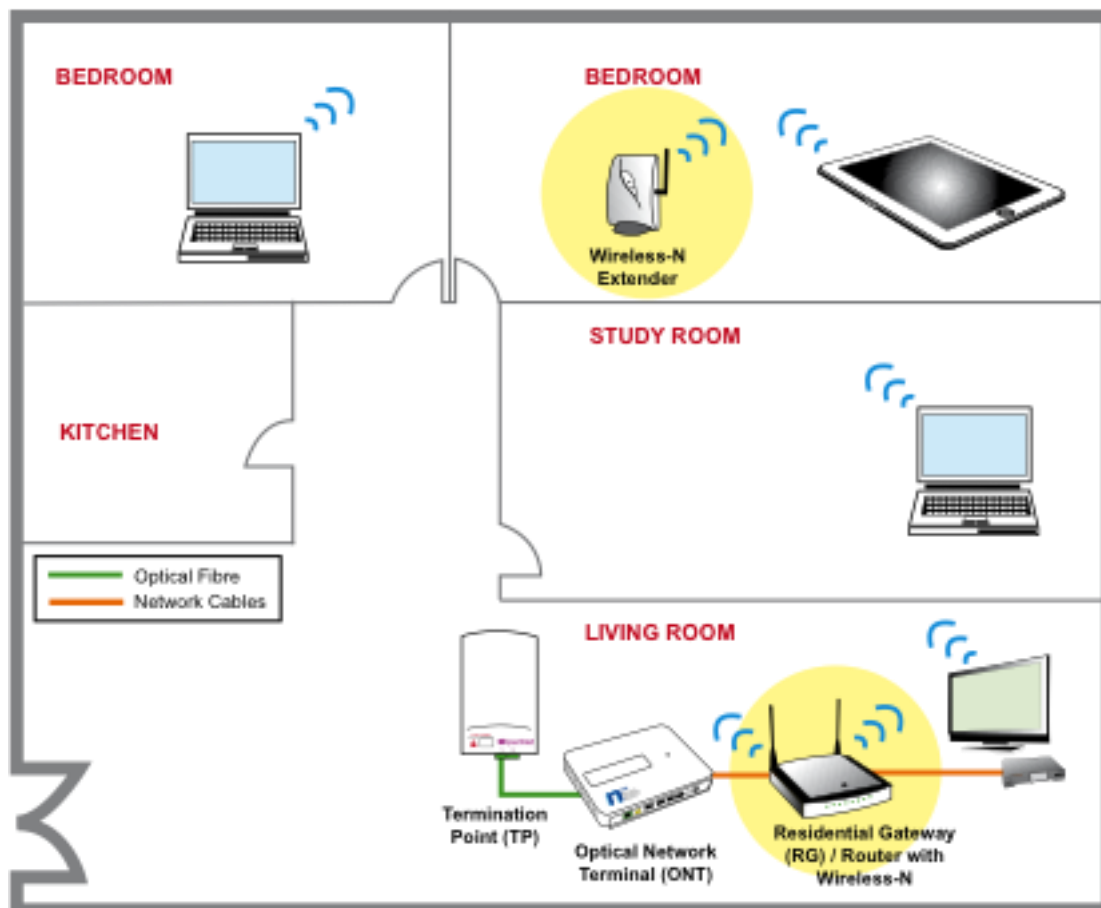 BEDROOM
BEDROOM
Wireless-N
Extender
STUDY ROOM
KITCHEN
Optical Fibre
Network Cables
LIVING ROOM
Termination
Point (TP)
Optical Network
Terminal (ONT)
Residential Gateway
(RG) / Router with
Wireless-N